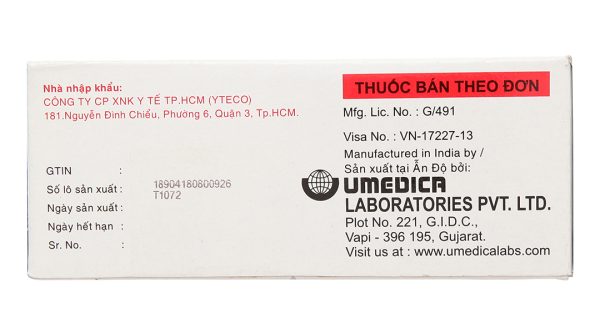 Nhà nhập khẩu:
CÔNG TY CP XNK Y TẾ TP.HCM (YTECO)
181.Nguyễn Đình Chiểu, Phường 6, Quận 3, Tp.HCM.
GTIN :
Số lô sản xuất : 18904180800926
Ngày sản xuất : T1072
Ngày hết hạn :
Sr. No. :
THUỐC BÁN THEO ĐƠN
Mfg. Lic. No. : G/491
Visa No. : VN-17227-13
Manufactured in India by /
Sản xuất tại Ấn Độ bởi:
UMEDICA
LABORATORIES PVT. LTD.
Plot No. 221, G.I.D.C.,
Vapi - 396 195, Gujarat.
Visit us at : www.umedicalabs.com